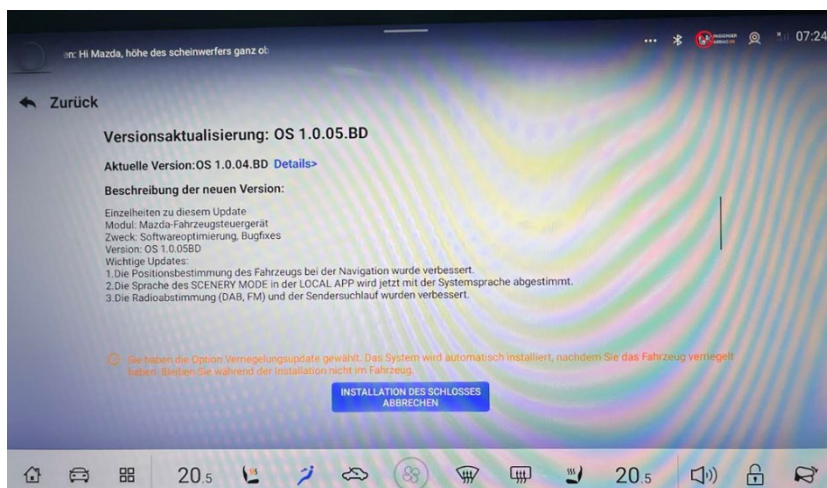 en: Hi Mazda, höhe des scheinwerfers ganz ob
PASSENGER
AIRBAG
07:24
Zurück
Versionsaktualisierung: OS 1.0.05.BD
Aktuelle Version:OS 1.0.04.BD Details>
Beschreibung der neuen Version:
Einzelheiten zu diesem Update
Modul: Mazda-Fahrzeugsteuergerät
Zweck: Softwareoptimierung, Bugfixes
Version: OS 1.0.05BD
Wichtige Updates:
1.Die Positionsbestimmung des Fahrzeugs bei der Navigation wurde verbessert.
2.Die Sprache des SCENERY MODE in der LOCAL APP wird jetzt mit der Systemsprache abgestimmt.
3.Die Radioabstimmung (DAB, FM) und der Sendersuchlauf wurden verbessert.
Sie haben die Option Verriegelungsupdate gewählt. Das System wird automatisch installiert, nachdem Sie das Fahrzeug verriegelt
haben. Bleiben Sie während der Installation nicht im Fahrzeug.
INSTALLATION DES SCHLOSSES
ABBRECHEN
20.5
20.5